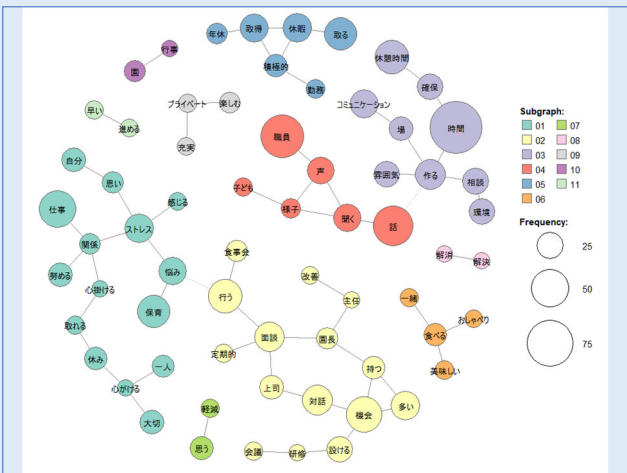 年休
取得
休暇
取る
積極的
勤務
行事
園
休憩時間
確保
コミュニケーション
時間
場
雰囲気
作る
相談
環境
プライベート
楽しむ
充実
早い
進める
職員
声
子ども
様子
聞く
話
自分
思い
感じる
仕事
ストレス
関係
努める
心掛ける
悩み
保育
取れる
休み
心がける
一人
大切
食事会
行う
改善
主任
面談
園長
定期的
上司
対話
持つ
機会
多い
会議
研修
設ける
軽減
思う
解消
解決
一緒
おしゃべり
食べる
美味しい
Subgraph:
01 07
02 08
03 09
04 10
05 11
06
Frequency:
25
50
75